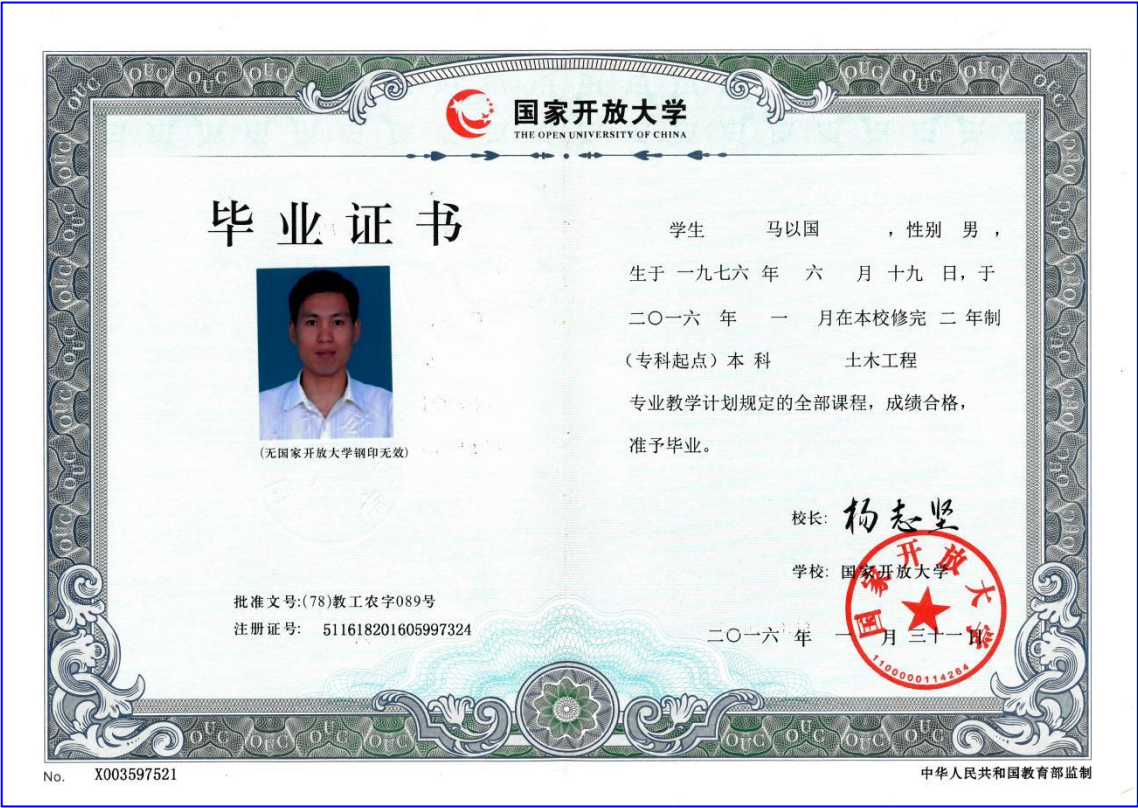 国家开放大学
THE OPEN UNIVERSITY OF CHINA
毕业证书
(无国家开放大学钢印无效)
批准文号:(78)教工农字089号
注册证号: 511618201605997324
学生 马以国 ,性别 男 ,
生于 一九七六 年 六 月 十九 日,于
二〇一六 年 一 月在本校修完 二 年制
(专科起点)本 科 土木工程
专业教学计划规定的全部课程,成绩合格,
准予毕业。
校长: 杨志坚
学校: 国家开放大学
二〇一六 年 一 月 三十一日
国家开放大学
1100000114264
No. X003597521
中华人民共和国教育部监制
OUC